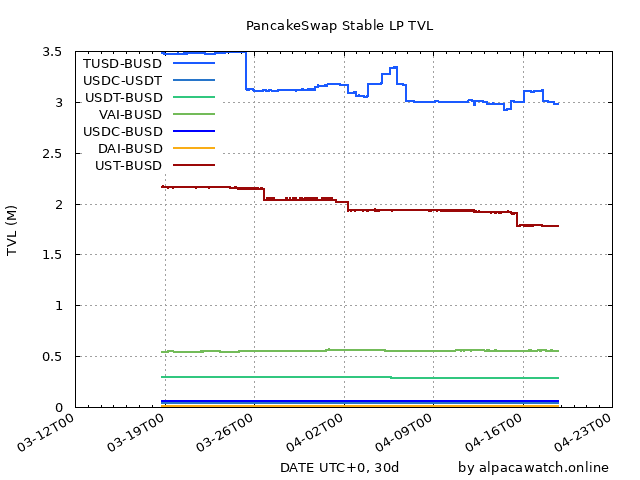 PancakeSwap Stable LP TVL
TVL (M)
3.5
3
2.5
2
1.5
1
0.5
0
TUSD-BUSD
USDC-USDT
USDT-BUSD
VAI-BUSD
USDC-BUSD
DAI-BUSD
UST-BUSD
03-12T00
03-19T00
03-26T00
04-02T00
04-09T00
04-16T00
04-23T00
DATE UTC+0, 30d
by alpacawatch.online